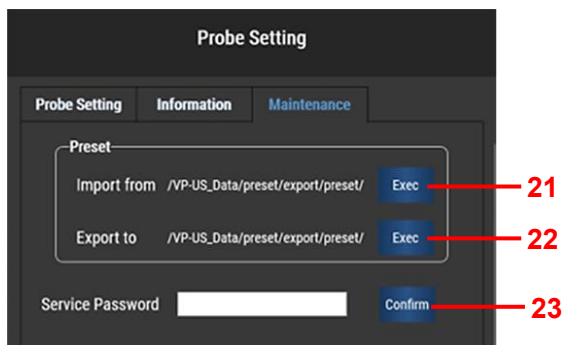 Probe Setting
Probe Setting Information Maintenance
Preset
Import from /VP-US_Data/preset/export/preset/ Exec 21
Export to /VP-US_Data/preset/export/preset/ Exec 22
Service Password Confirm 23